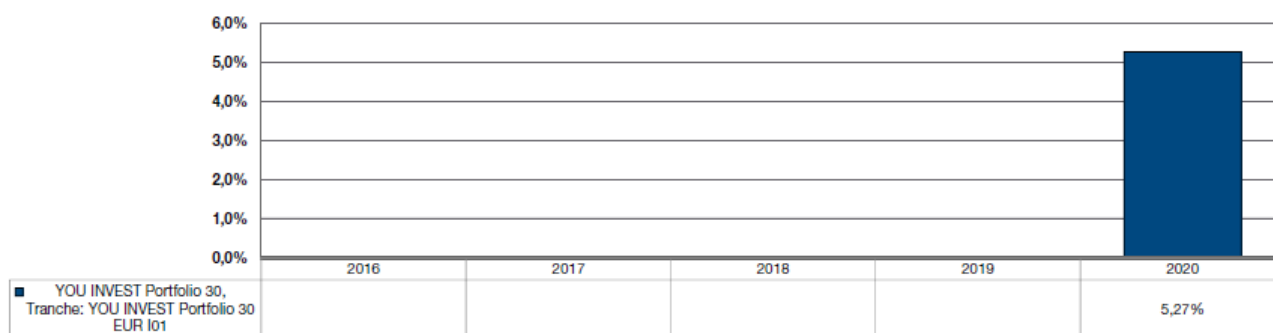 6,0%
5,0%
4,0%
3,0%
2,0%
1,0%
0,0%
2016 2017 2018 2019 2020
YOU INVEST Portfolio 30,
Tranche: YOU INVEST Portfolio 30
EUR I01
5,27%